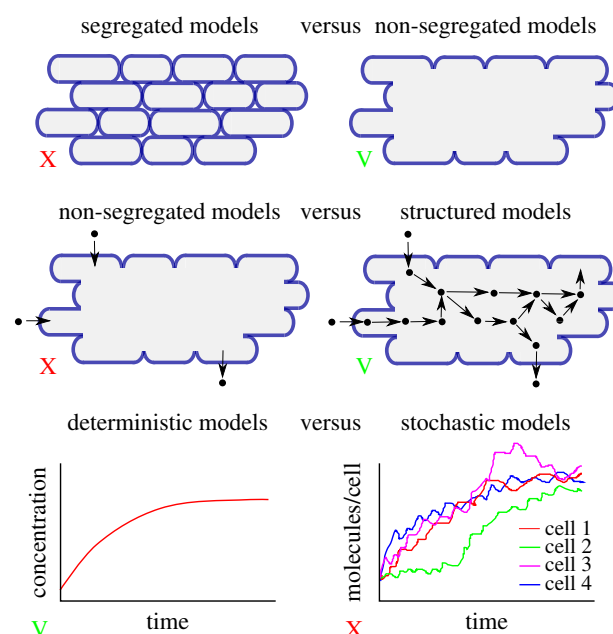 segregated models versus non-segregated models
X V
non-segregated models versus structured models
X V
deterministic models versus stochastic models
concentration
time
V
molecules/cell
cell 1
cell 2
cell 3
cell 4
time
X